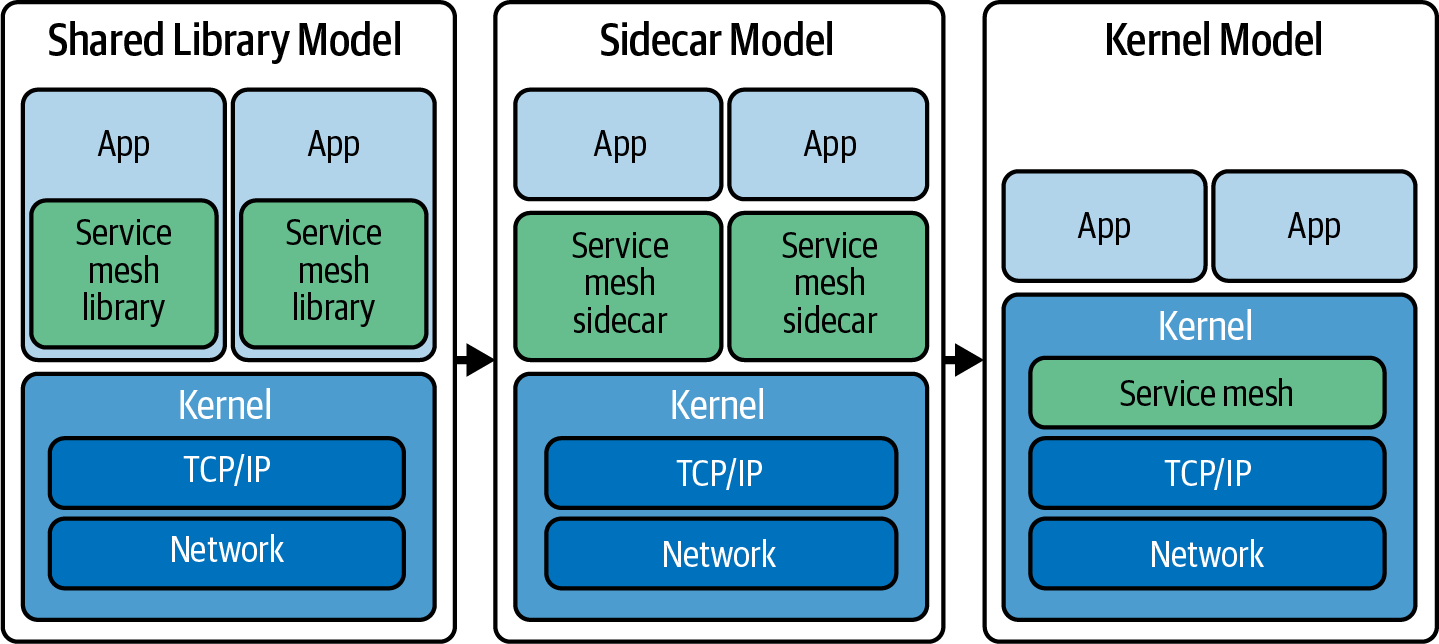 Shared Library Model
App
App
Service
mesh
library
Service
mesh
library
Kernel
TCP/IP
Network
Sidecar Model
App
App
Service
mesh
sidecar
Service
mesh
sidecar
Kernel
TCP/IP
Network
Kernel Model
App
App
Kernel
Service mesh
TCP/IP
Network